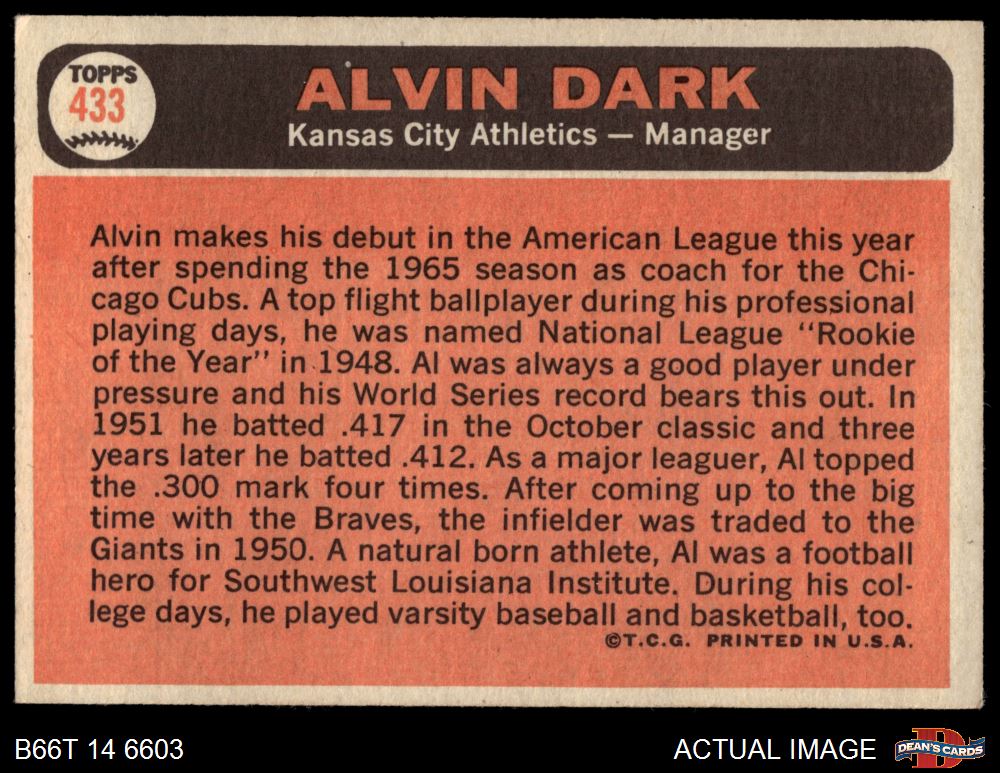 TOPPS
433
ALVIN DARK
Kansas City Athletics — Manager
Alvin makes his debut in the American League this year
after spending the 1965 season as coach for the Chi-
cago Cubs. A top flight ballplayer during his professional
playing days, he was named National League “Rookie
of the Year” in 1948. Al was always a good player under
pressure and his World Series record bears this out. In
1951 he batted .417 in the October classic and three
years later he batted .412. As a major leaguer, Al topped
the .300 mark four times. After coming up to the big
time with the Braves, the infielder was traded to the
Giants in 1950. A natural born athlete, Al was a football
hero for Southwest Louisiana Institute. During his col-
lege days, he played varsity baseball and basketball, too.
©T.C.G. PRINTED IN U.S.A.
B66T 14 6603
ACTUAL IMAGE
D
DEAN'S CARDS